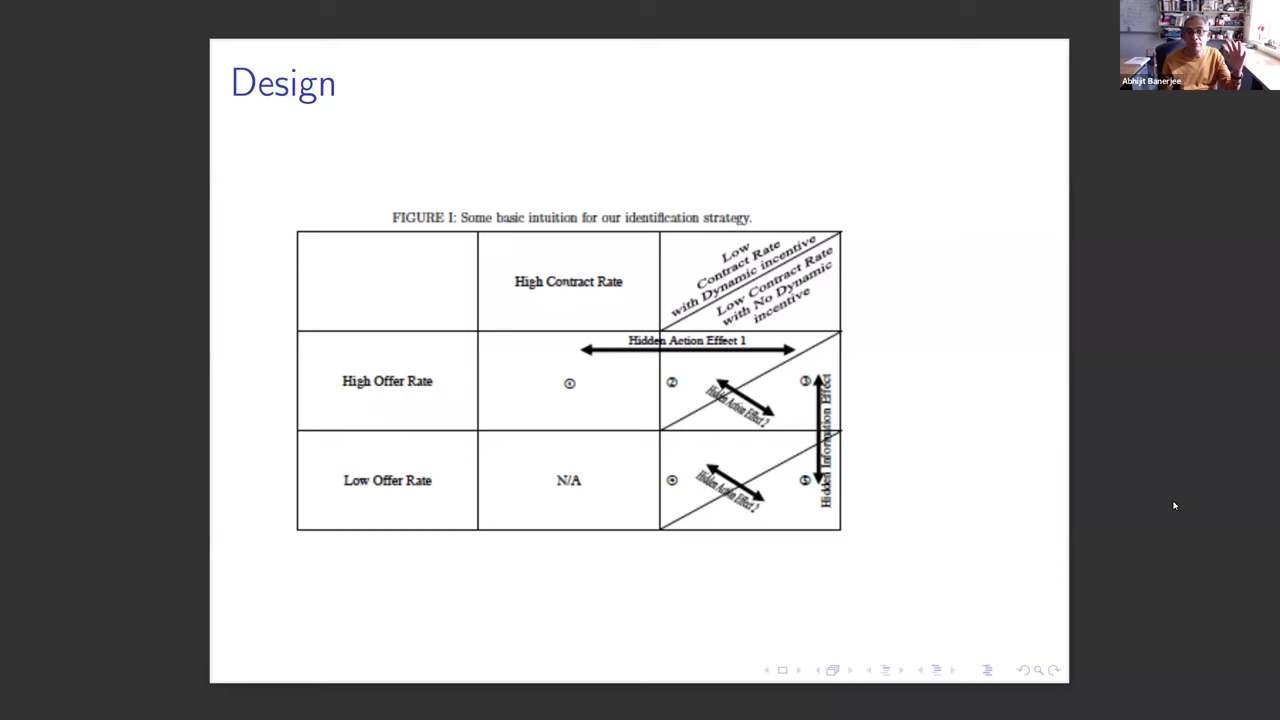 Abhijit Banerjee
Design
FIGURE I: Some basic intuition for our identification strategy.
High Contract Rate
Low
Contract Rate
with Dynamic incentive
Low Contract Rate
with No Dynamic
incentive
Hidden Action Effect 1
High Offer Rate
①
②
Hidden Action Effect 2
③
Hidden Information Effect
Low Offer Rate
N/A
④
Hidden Action Effect 2
⑤